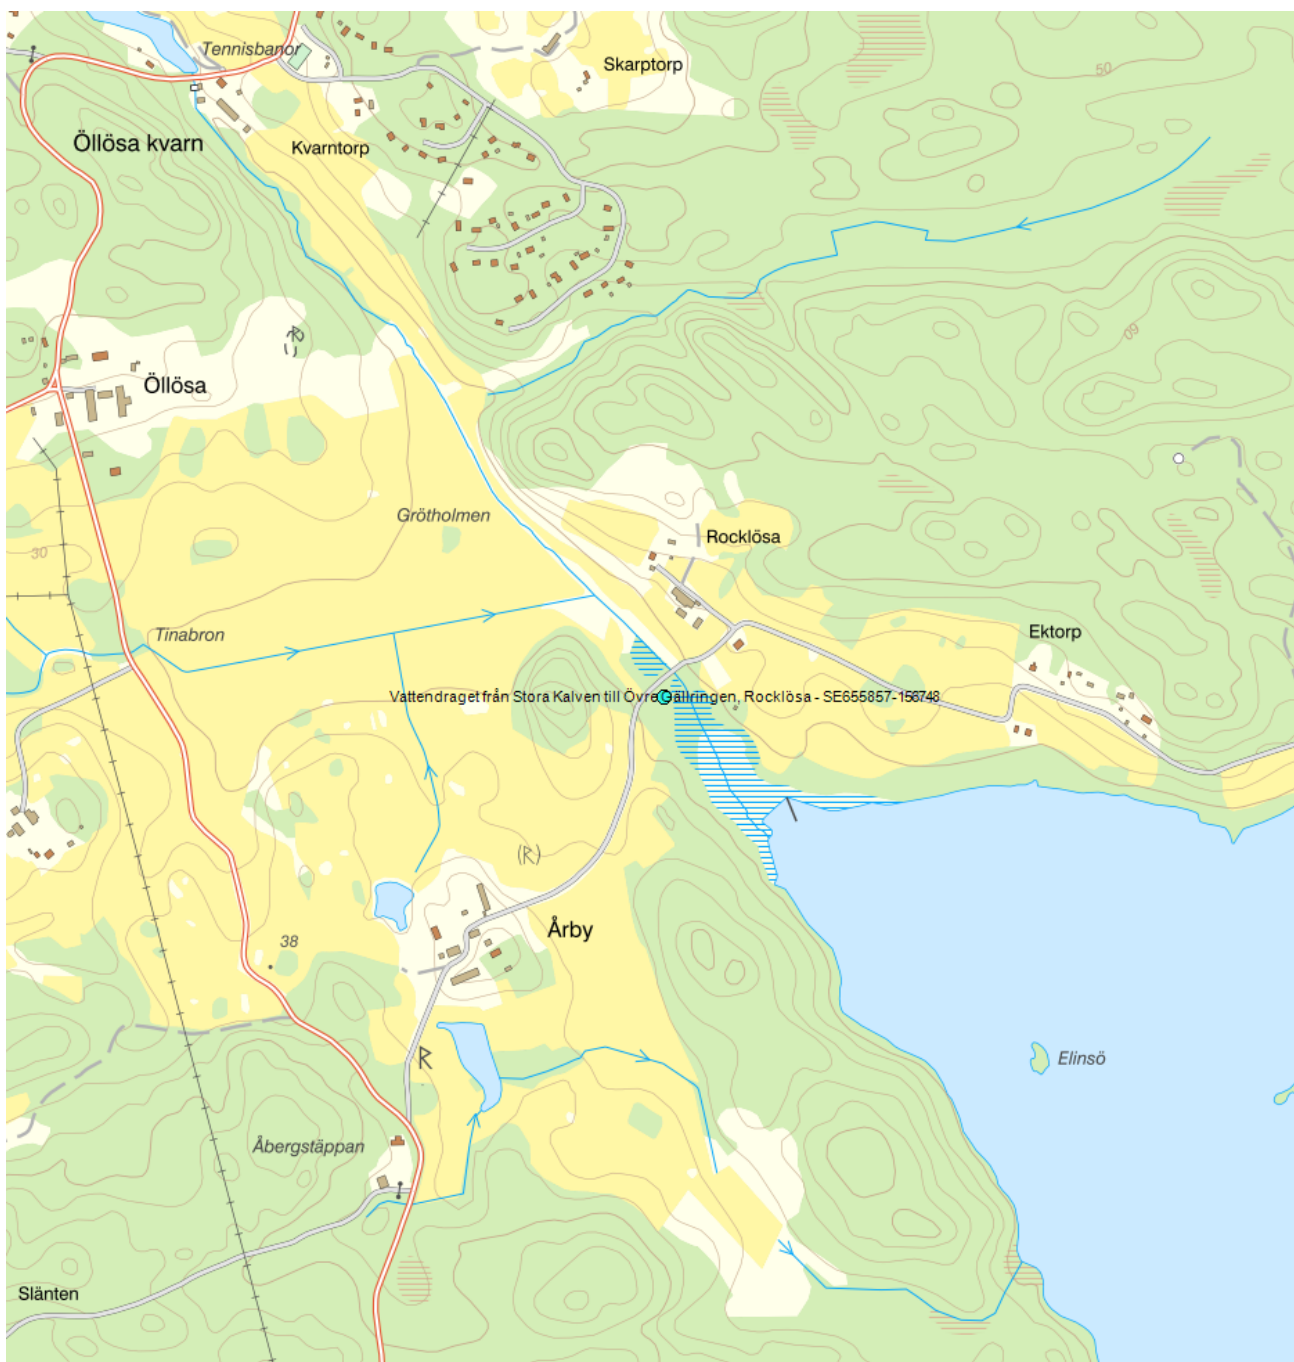 Tennisbanor
Skarptorp
50
Öllösa kvarn
Kvarntorp
R
60
Öllösa
Grötholmen
Rocklösa
30
Tinabron
Ektorp
Vattendraget från Stora Kalven till Övre Gällringen, Rocklösa - SE655857-156748
(R)
Årby
38
R
Elinsö
Åbergstäppan
Slänten